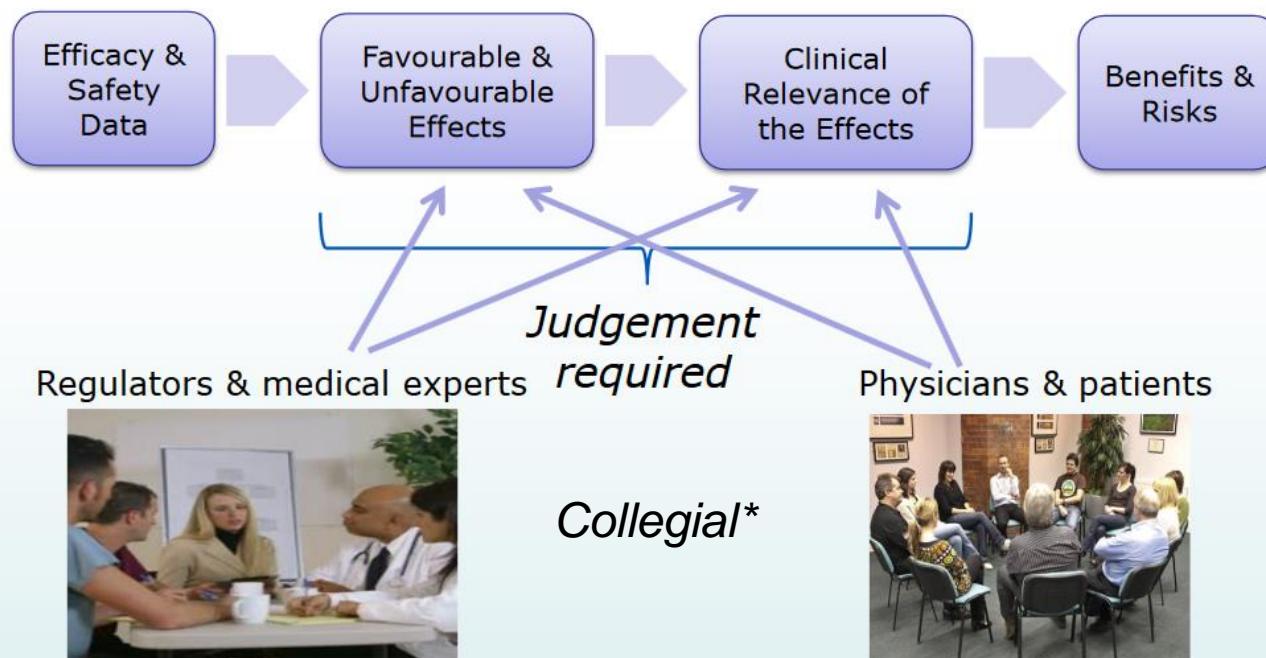 Efficacy &
Safety
Data
Favourable &
Unfavourable
Effects
Clinical
Relevance of
the Effects
Benefits &
Risks
Judgement
required
Regulators & medical experts
Physicians & patients
Collegial*